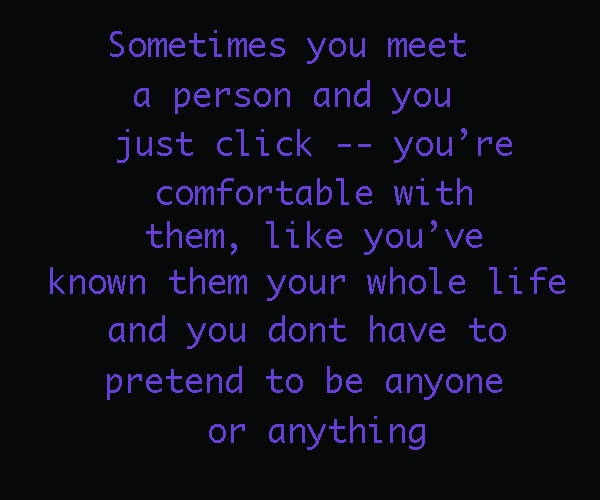 Sometimes you meet
a person and you
just click -- you’re
comfortable with
them, like you’ve
known them your whole life
and you dont have to
pretend to be anyone
or anything